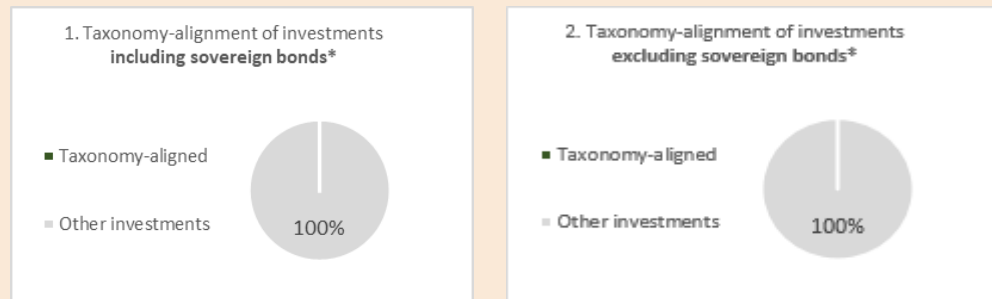 1. Taxonomy-alignment of investments
including sovereign bonds*
Taxonomy-aligned
Other investments
100%
2. Taxonomy-alignment of investments
excluding sovereign bonds*
Taxonomy-aligned
Other investments
100%